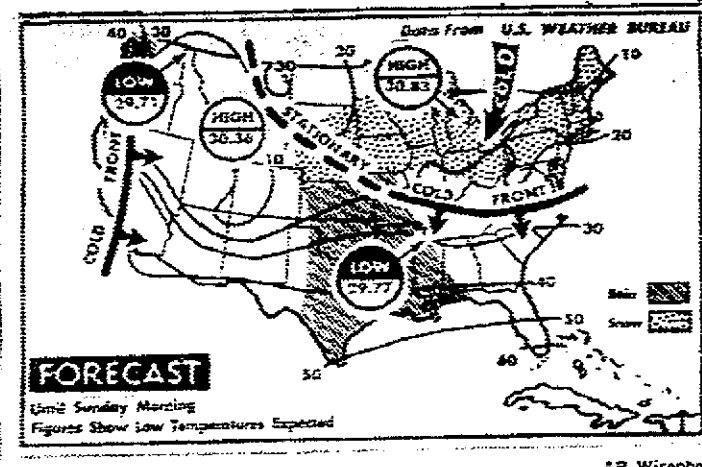 Data From U.S. WEATHER BUREAU
40 30
20
10
LOW
29.71
HIGH
30.36
HIGH
30.83
COLD
STATIONARY
20
10
COLD FRONT
COLD FRONT
30
LOW
29.77
40
Rain
Snow
50
50
60
FORECAST
Until Sunday Morning
Figures Show Low Temperatures Expected